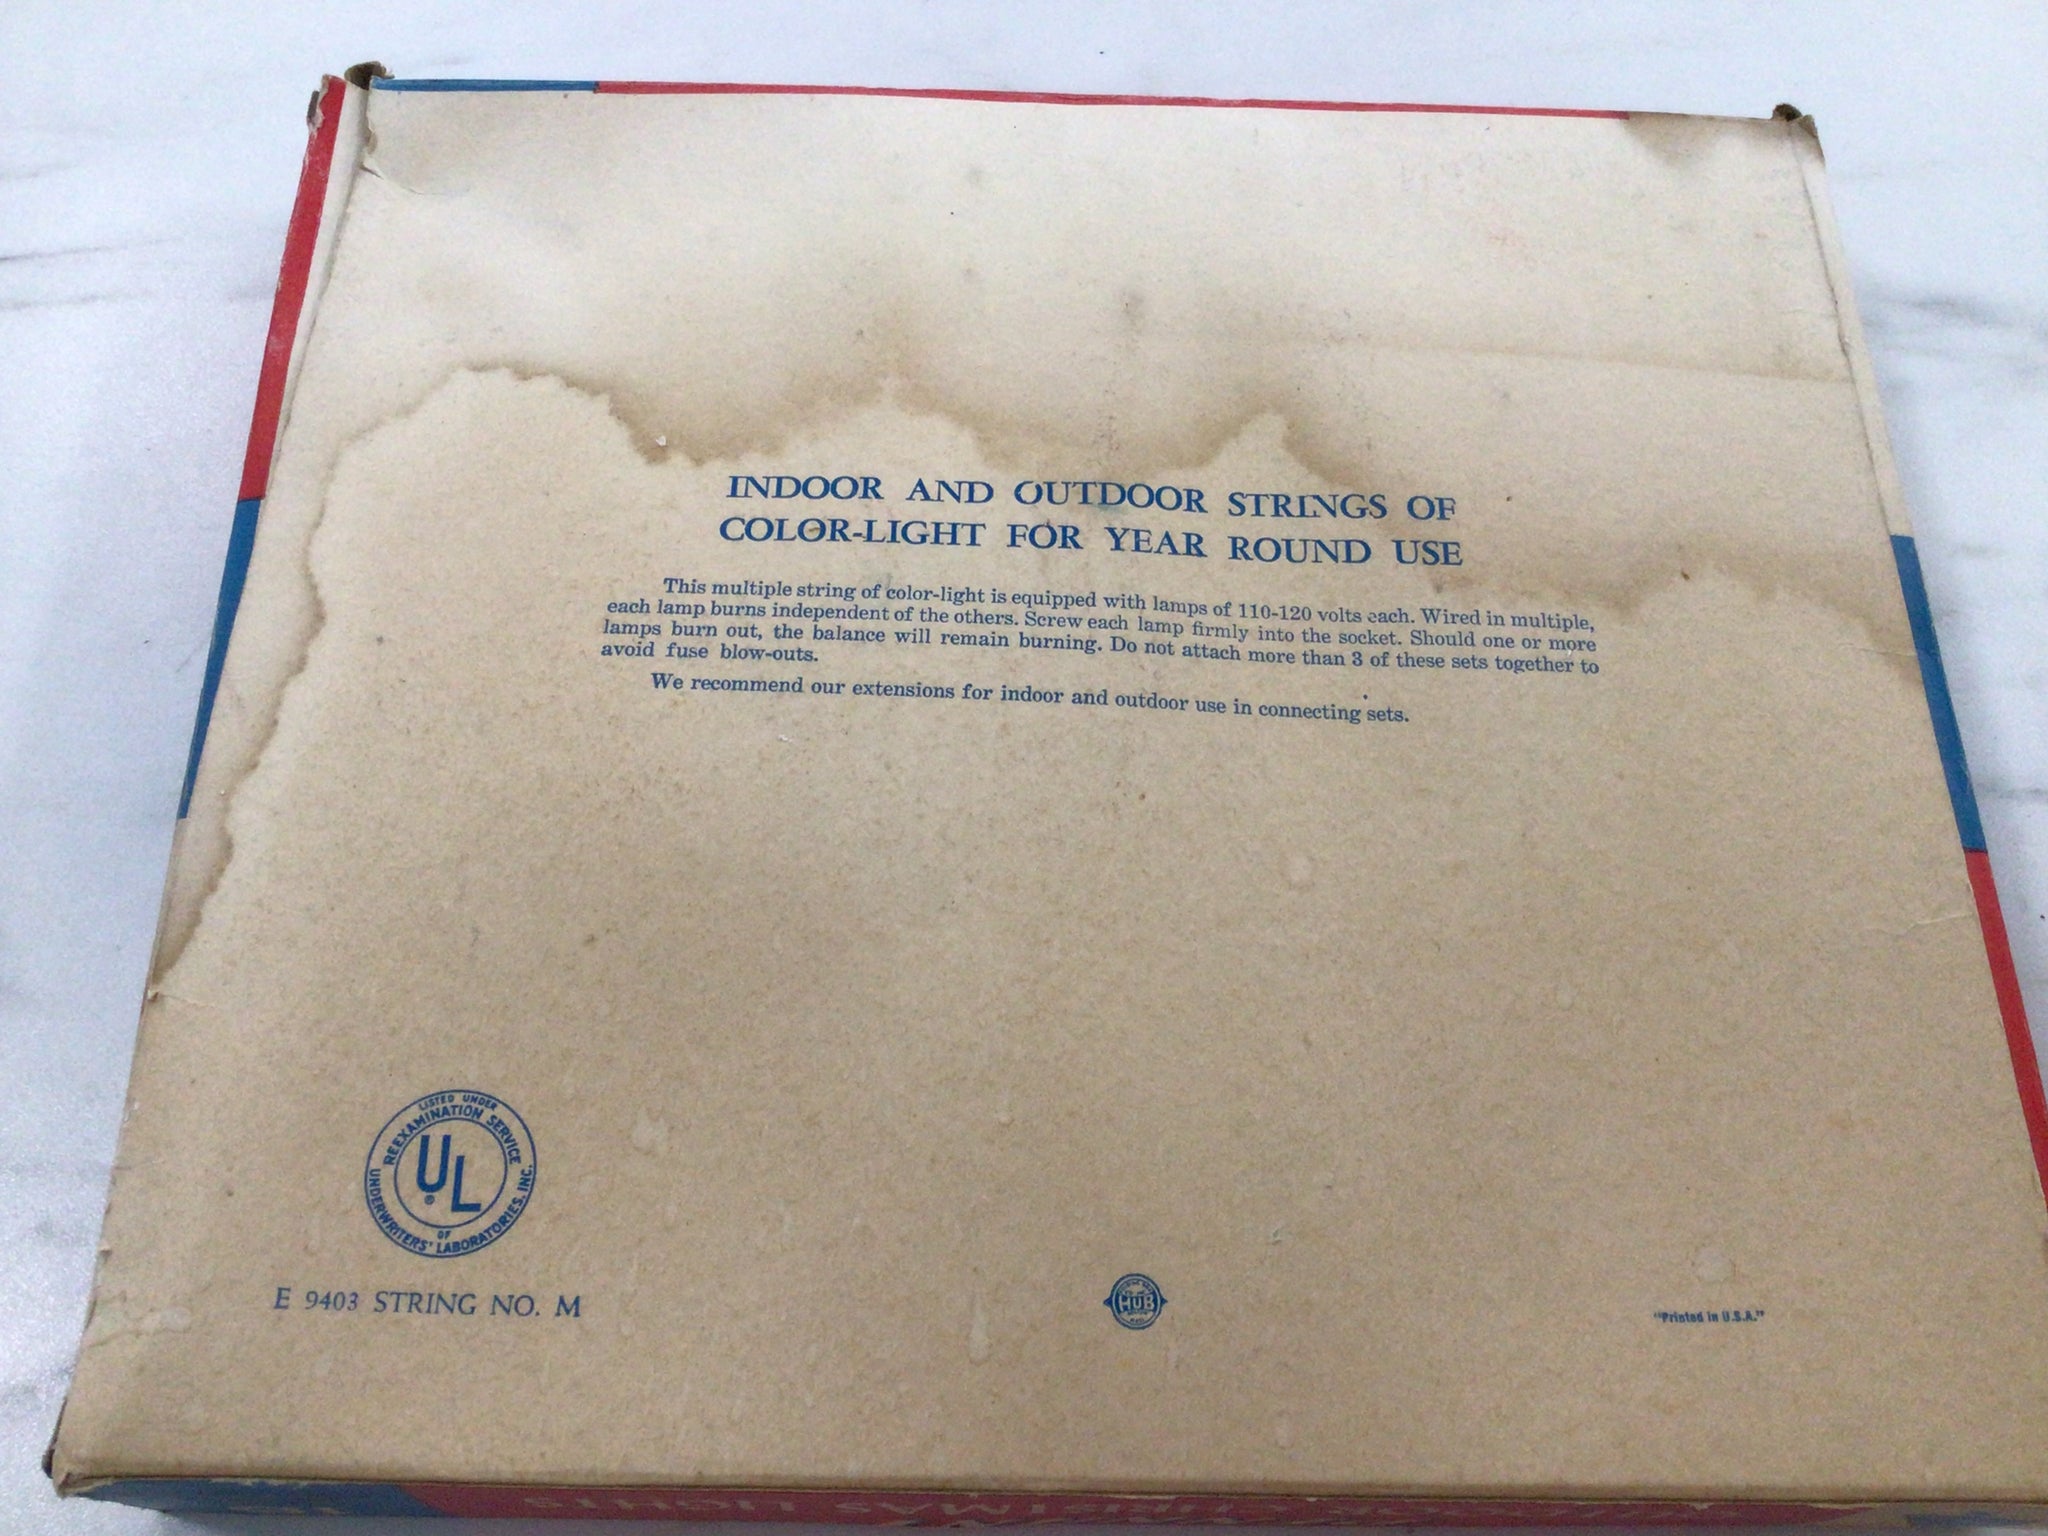 INDOOR AND OUTDOOR STRINGS OF
COLOR-LIGHT FOR YEAR ROUND USE
This multiple string of color-light is equipped with lamps of 110-120 volts each. Wired in multiple,
each lamp burns independent of the others. Screw each lamp firmly into the socket. Should one or more
lamps burn out, the balance will remain burning. Do not attach more than 3 of these sets together to
avoid fuse blow-outs.
We recommend our extensions for indoor and outdoor use in connecting sets.
LISTED UNDER
REEXAMINATION SERVICE
UL
®
OF
UNDERWRITERS' LABORATORIES, INC.
E 9403 STRING NO. M
HUB
"Printed in U.S.A."
CHRISTMAS LIGHTS